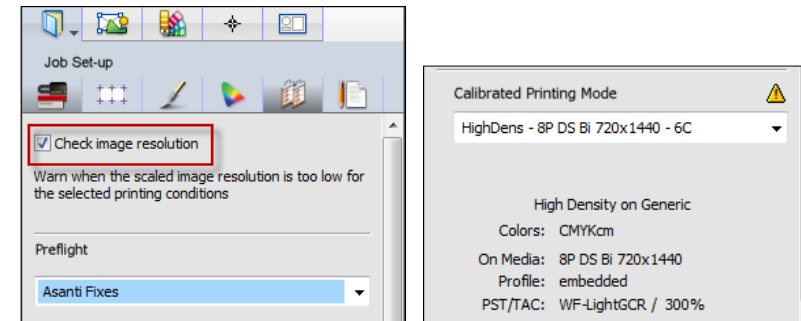 Job Set-up
Check image resolution
Warn when the scaled image resolution is too low for
the selected printing conditions
Preflight
Asanti Fixes
Calibrated Printing Mode
HighDens - 8P DS Bi 720x1440 - 6C
High Density on Generic
Colors: CMYKcm
On Media: 8P DS Bi 720x1440
Profile: embedded
PST/TAC: WF-LightGCR / 300%